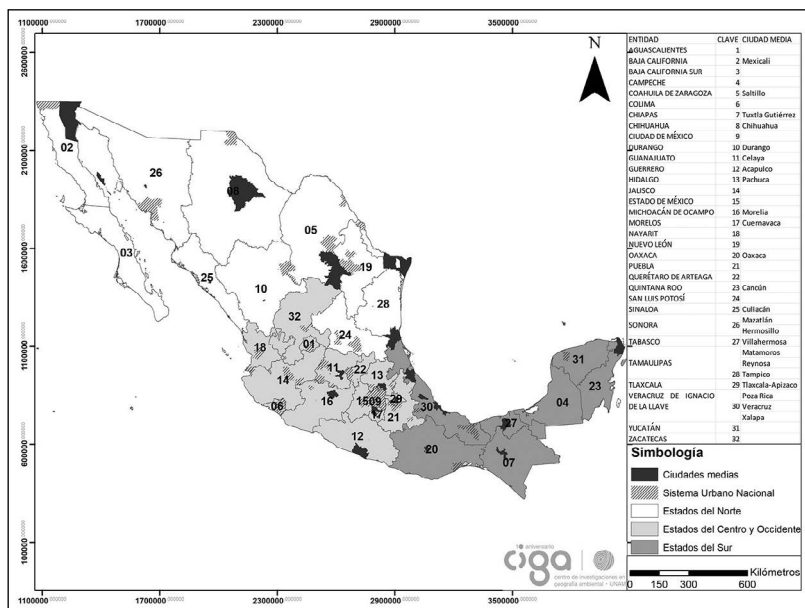 1100000 1700000 2300000 2900000 3500000
2600000
2100000
1600000
1100000
600000
100000
N
02
26
08
03
05
25
10
19
28
32
24
18
01
14
11
22
13
06
16
15
09
29
17
21
30
12
20
27
07
31
23
04
ENTIDAD CLAVE CIUDAD MEDIA
AGUASCALIENTES 1
BAJA CALIFORNIA 2 Mexicali
BAJA CALIFORNIA SUR 3
CAMPECHE 4
COAHUILA DE ZARAGOZA 5 Saltillo
COLIMA 6
CHIAPAS 7 Tuxtla Gutiérrez
CHIHUAHUA 8 Chihuahua
CIUDAD DE MÉXICO 9
DURANGO 10 Durango
GUANAJUATO 11 Celaya
GUERRERO 12 Acapulco
HIDALGO 13 Pachuca
JALISCO 14
ESTADO DE MÉXICO 15
MICHOACÁN DE OCAMPO 16 Morelia
MORELOS 17 Cuernavaca
NAYARIT 18
NUEVO LEÓN 19
OAXACA 20 Oaxaca
PUEBLA 21
QUERÉTARO DE ARTEAGA 22
QUINTANA ROO 23 Cancún
SAN LUIS POTOSÍ 24
SINALOA 25 Culiacán
Mazatlán
SONORA 26 Hermosillo
TABASCO 27 Villahermosa
Matamoros
TAMAULIPAS Reynosa
28 Tampico
TLAXCALA 29 Tlaxcala-Apizaco
VERACRUZ DE IGNACIO Poza Rica
DE LA LLAVE 30 Veracruz
Xalapa
YUCATÁN 31
ZACATECAS 32
Simbología
Ciudades medias
Sistema Urbano Nacional
Estados del Norte
Estados del Centro y Occidente
Estados del Sur
Kilómetros
0 150 300 600
aniversario
ciga
centro de investigaciones en
geografía ambiental • UNAM
1100000 1700000 2300000 2900000 3500000